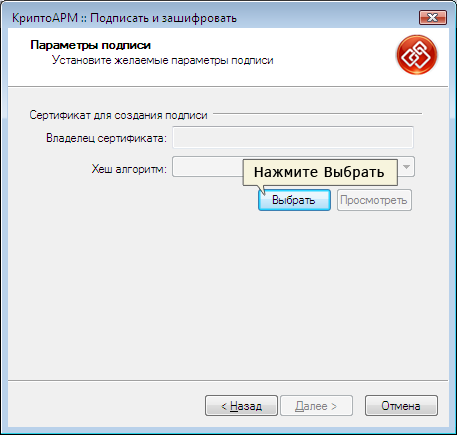 КриптоАРМ :: Подписать и зашифровать
Параметры подписи
Установите желаемые параметры подписи
Сертификат для создания подписи
Владелец сертификата:
Хеш алгоритм:
Нажмите Выбрать
Выбрать Просмотреть
< Назад Далее > Отмена